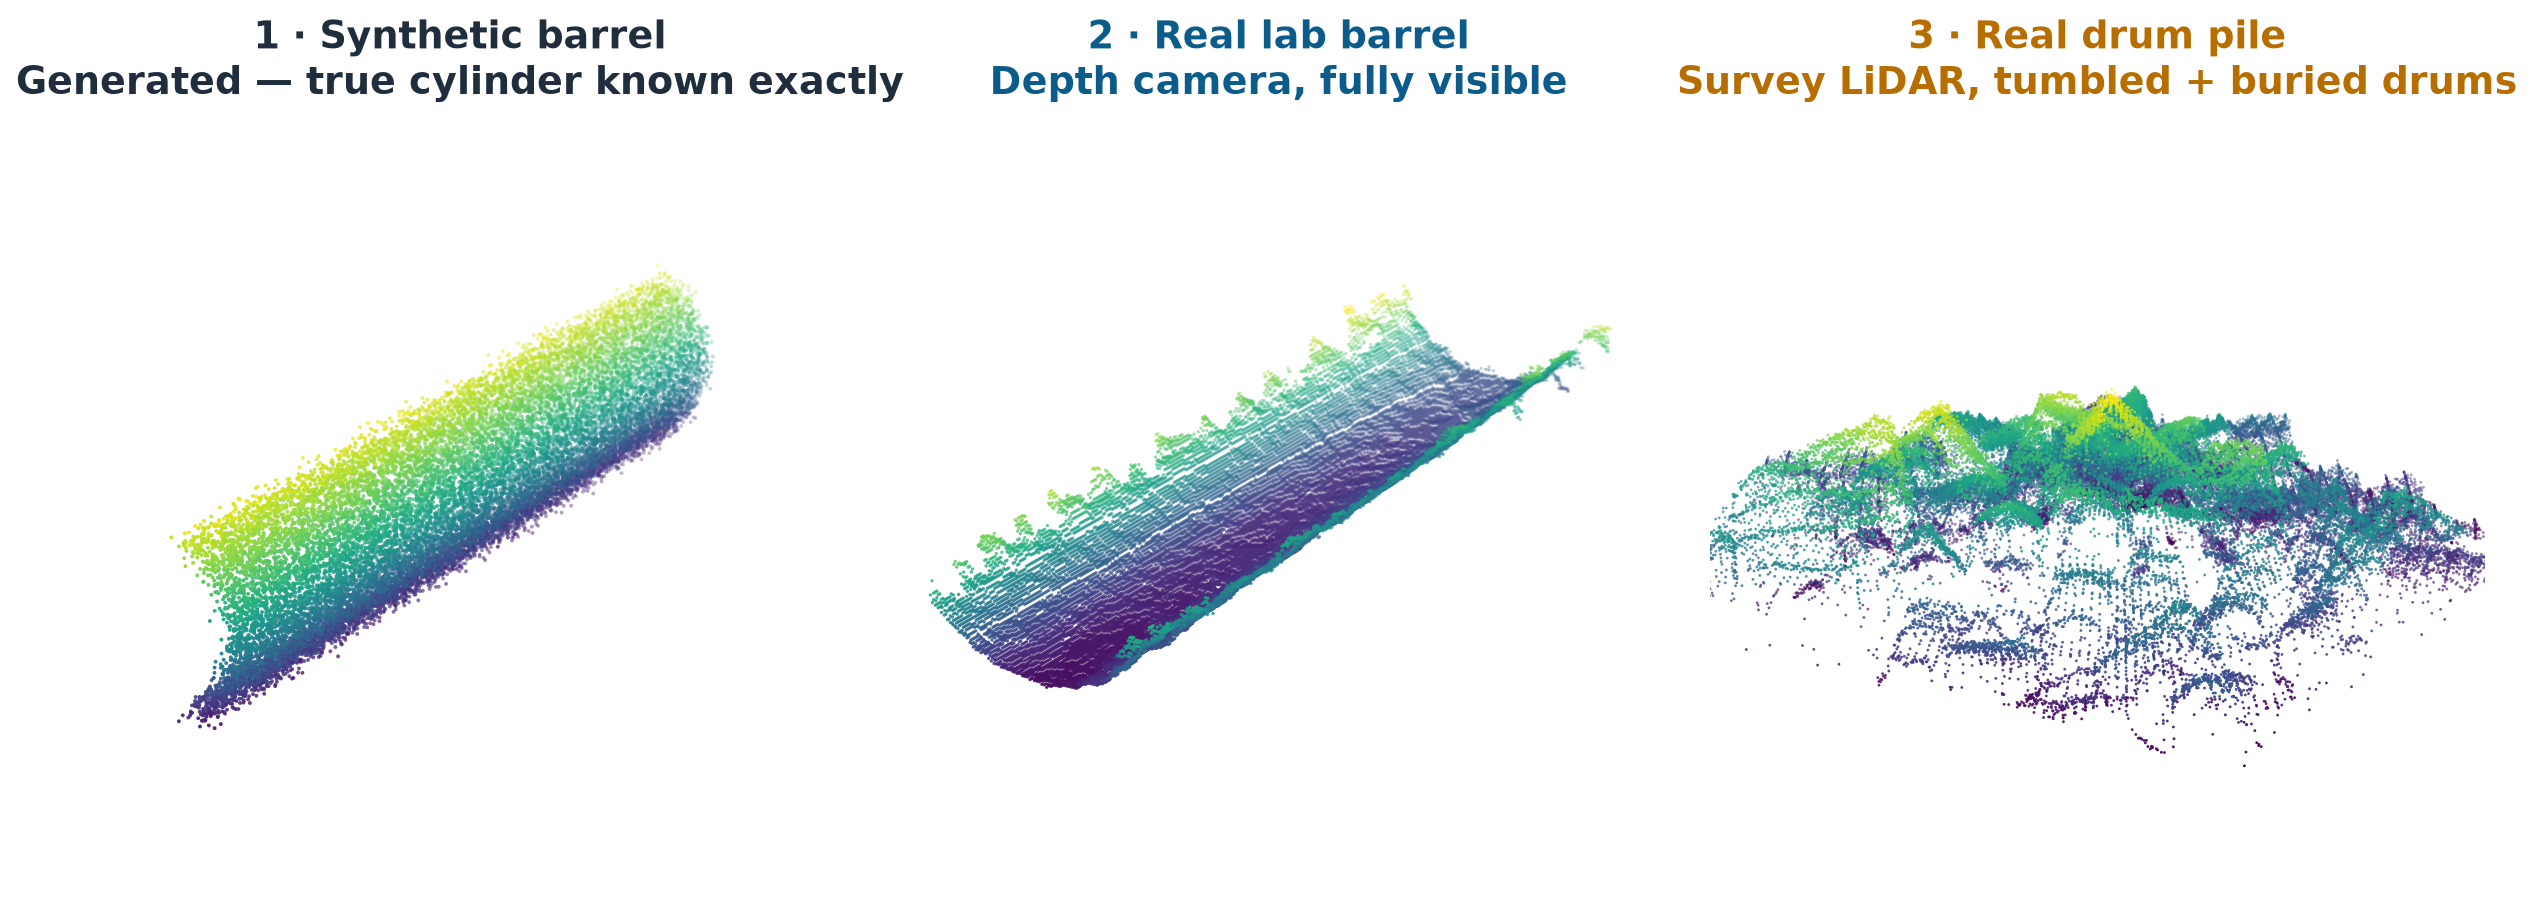 1 · Synthetic barrel
Generated — true cylinder known exactly
2 · Real lab barrel
Depth camera, fully visible
3 · Real drum pile
Survey LiDAR, tumbled + buried drums